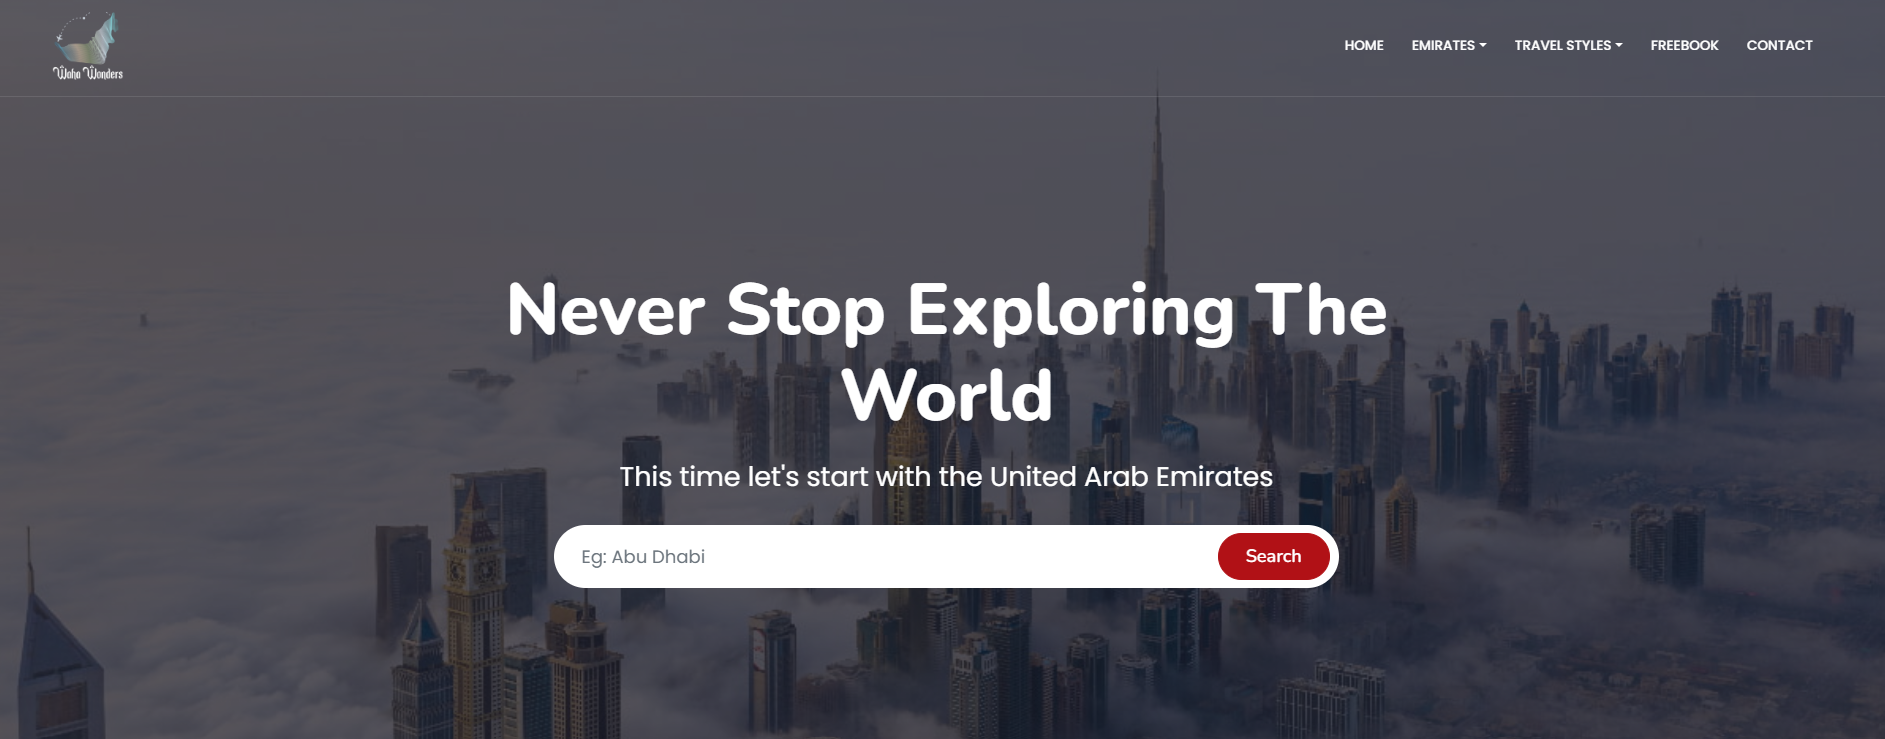 Waha Wonders
HOME EMIRATES TRAVEL STYLES FREEBOOK CONTACT
Never Stop Exploring The
World
This time let's start with the United Arab Emirates
Eg: Abu Dhabi Search